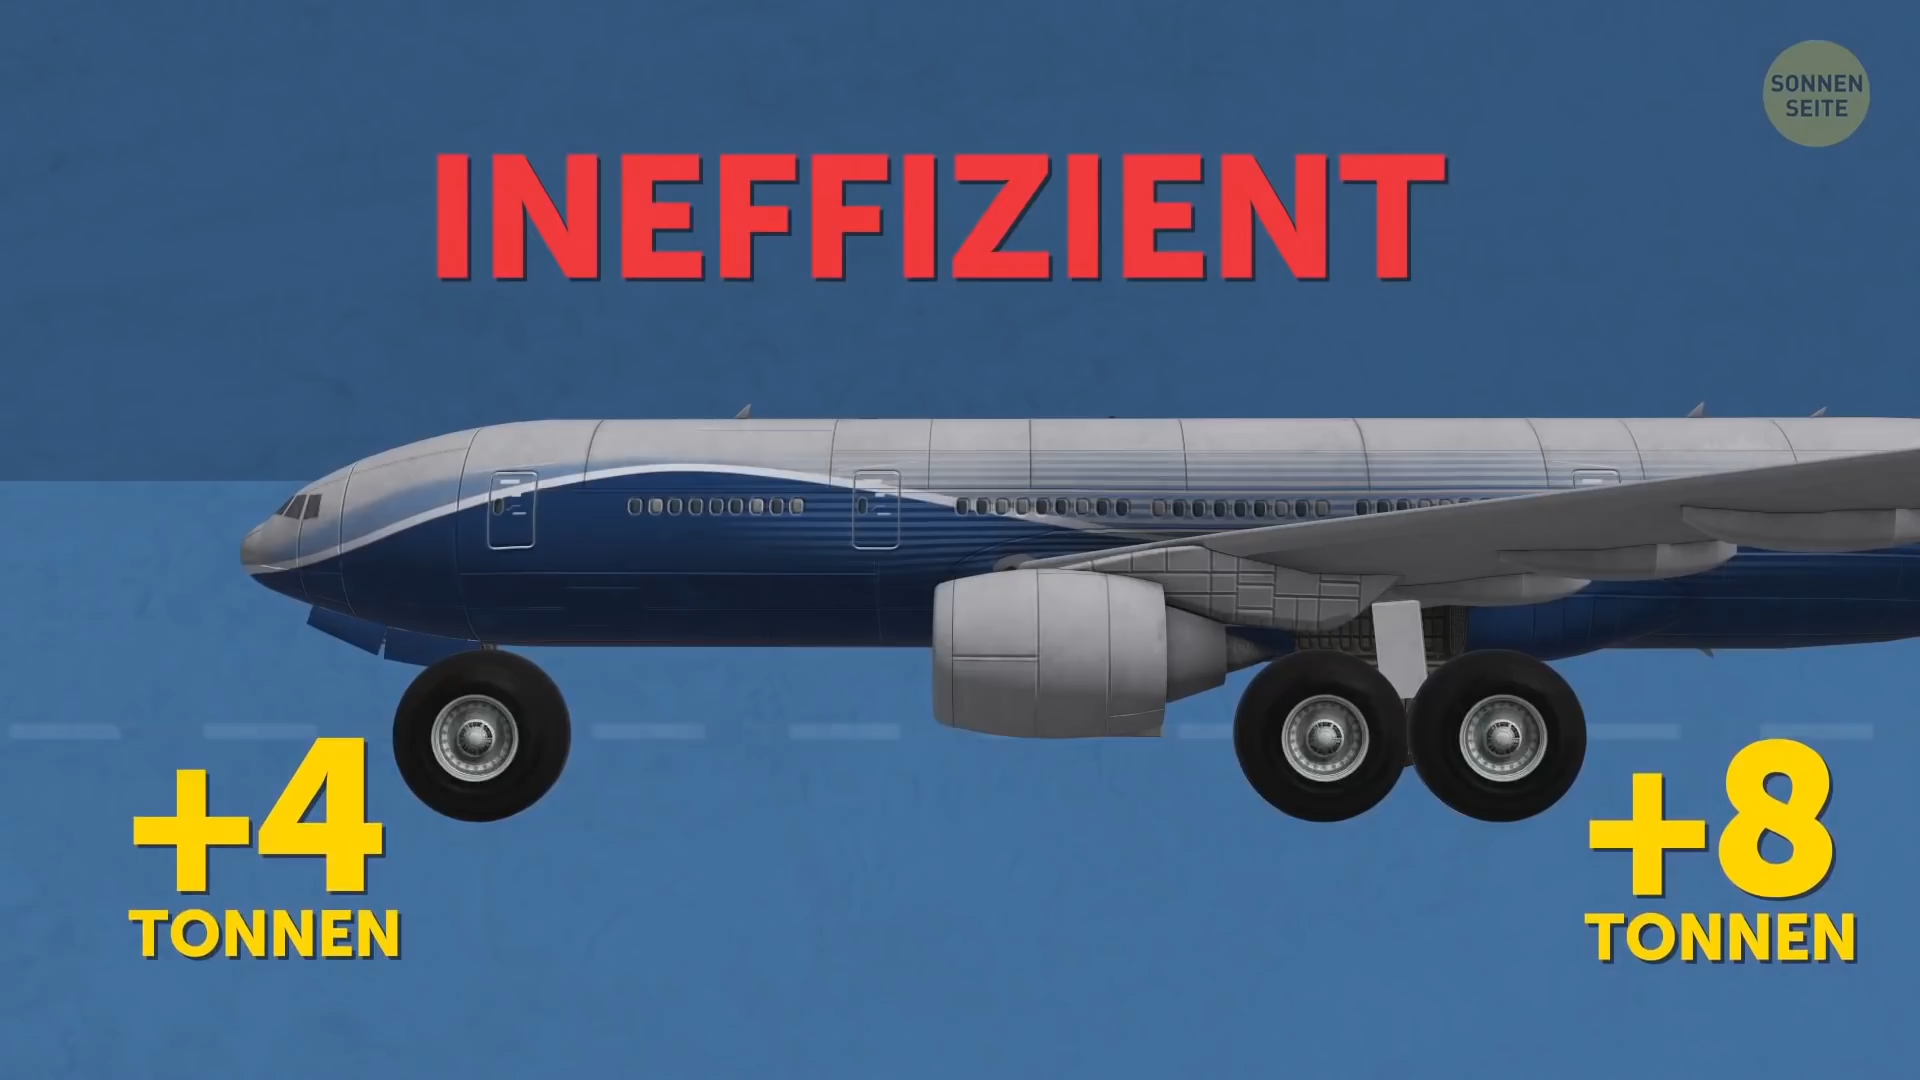 SONNEN
SEITE
INEFFIZIENT
+4
TONNEN
+8
TONNEN